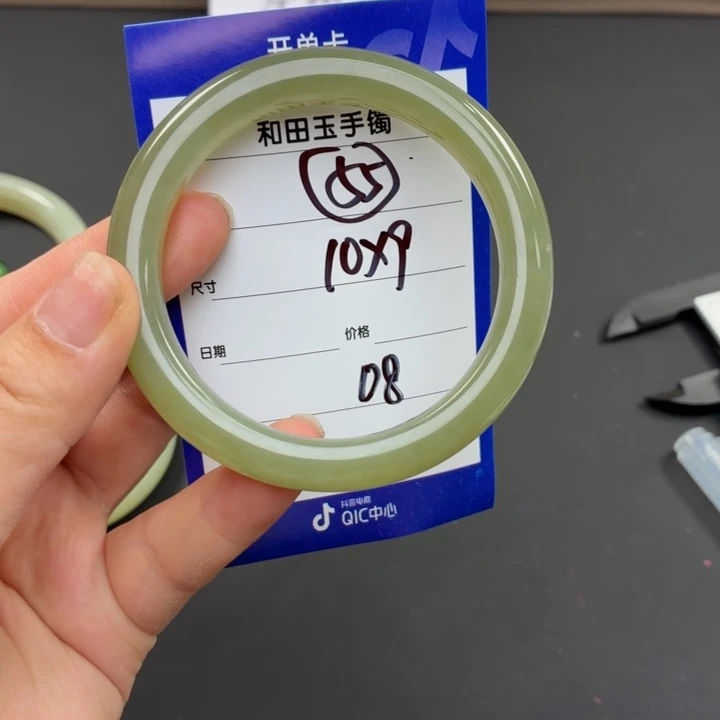 开单卡
和田玉手镯
55
10x9
尺寸
日期 价格
08
抖音电商
QIC中心